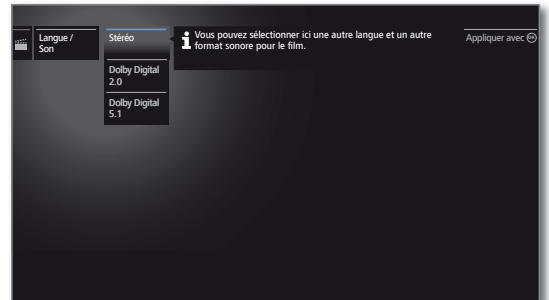 Langue /
Son
Stéréo
Dolby Digital
2.0
Dolby Digital
5.1
i Vous pouvez sélectionner ici une autre langue et un autre
format sonore pour le film.
Appliquer avec OK